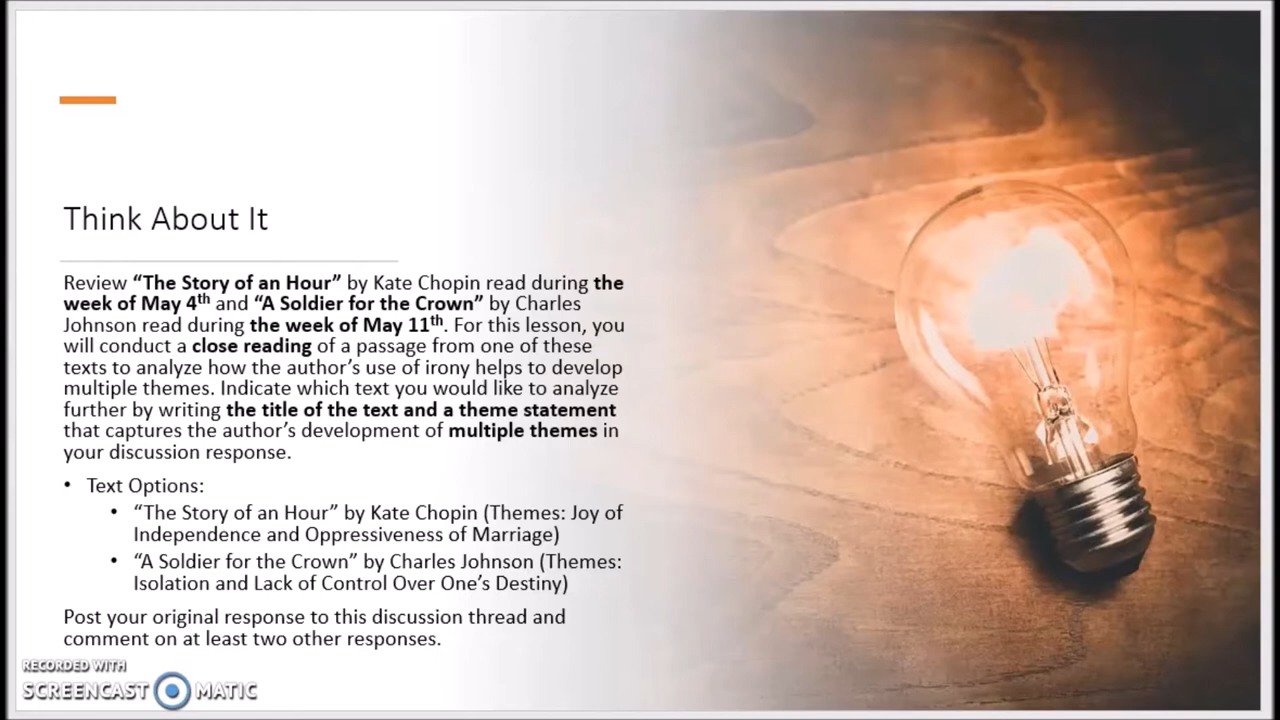 Think About It
Review “The Story of an Hour” by Kate Chopin read during the
week of May 4th and “A Soldier for the Crown” by Charles
Johnson read during the week of May 11th. For this lesson, you
will conduct a close reading of a passage from one of these
texts to analyze how the author’s use of irony helps to develop
multiple themes. Indicate which text you would like to analyze
further by writing the title of the text and a theme statement
that captures the author’s development of multiple themes in
your discussion response.
• Text Options:
• “The Story of an Hour” by Kate Chopin (Themes: Joy of
Independence and Oppressiveness of Marriage)
• “A Soldier for the Crown” by Charles Johnson (Themes:
Isolation and Lack of Control Over One’s Destiny)
Post your original response to this discussion thread and
comment on at least two other responses.
RECORDED WITH
SCREENCAST MATIC